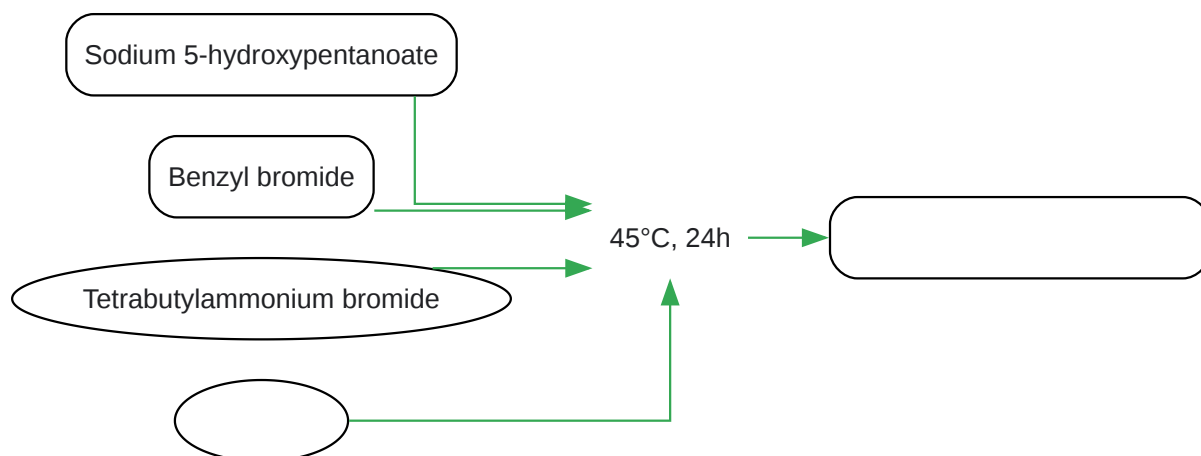 Sodium 5-hydroxypentanoate
Benzyl bromide
45°C, 24h
Tetrabutylammonium bromide